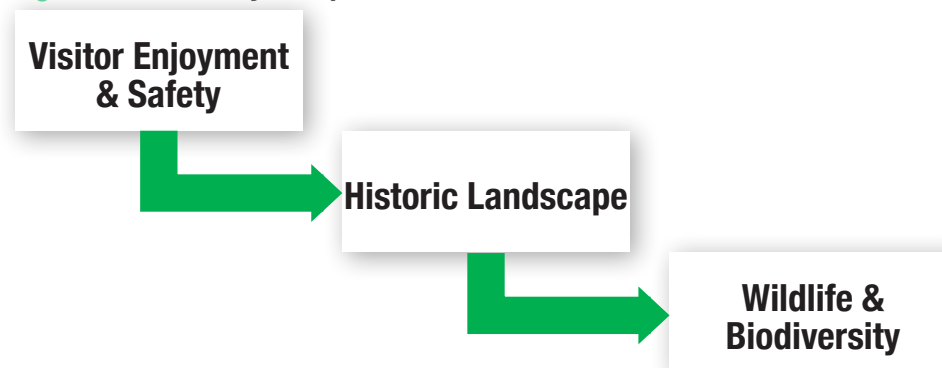 Visitor Enjoyment
& Safety
Historic Landscape
Wildlife &
Biodiversity